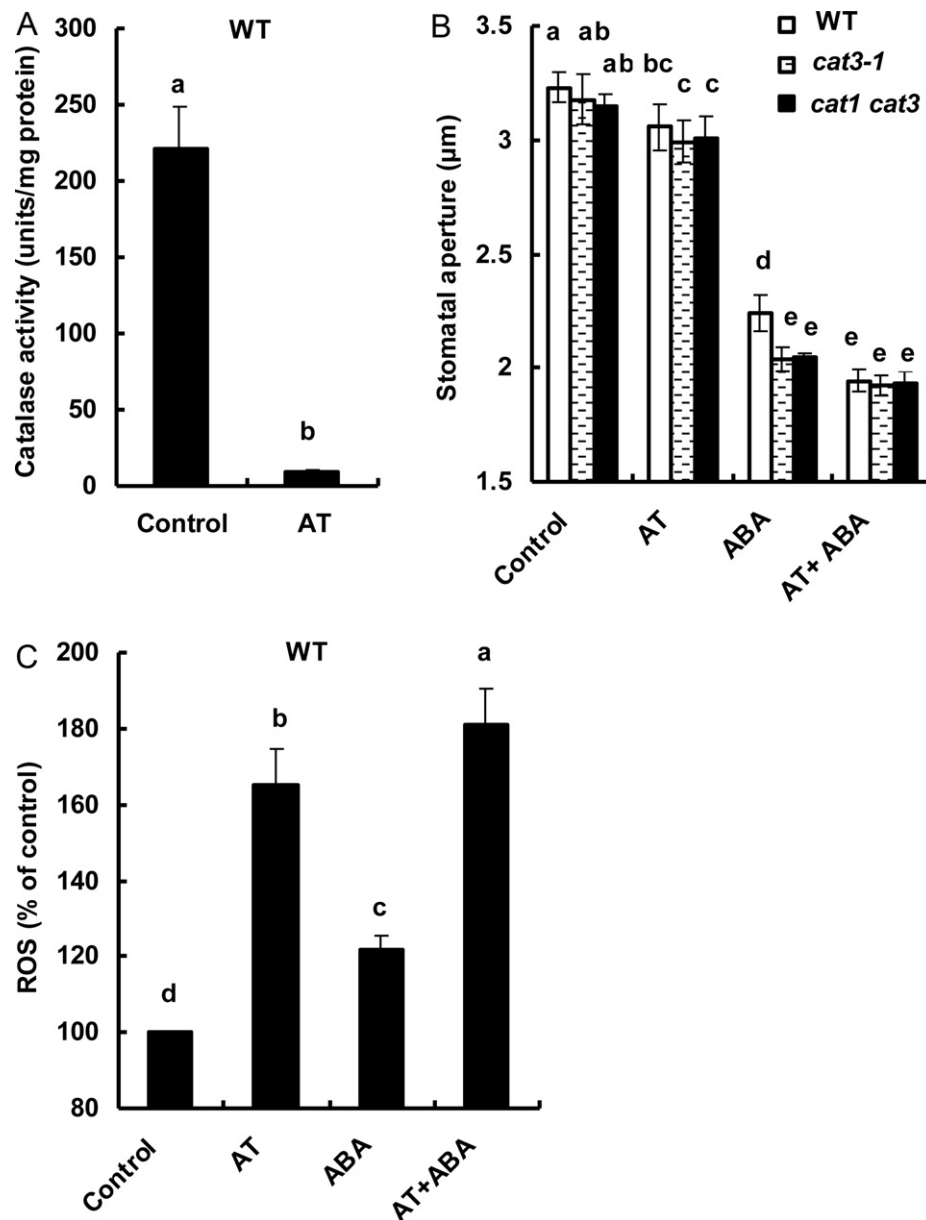 A
WT
Catalase activity (units/mg protein)
300
250
200
150
100
50
0
a
b
Control
AT
B
WT
cat3-1
cat1 cat3
Stomatal aperture (µm)
3.5
3
2.5
2
1.5
a ab ab bc c c
d e e e e e
Control
AT
ABA
AT+ ABA
C
WT
ROS (% of control)
200
180
160
140
120
100
80
d
b
c
a
Control
AT
ABA
AT+ABA